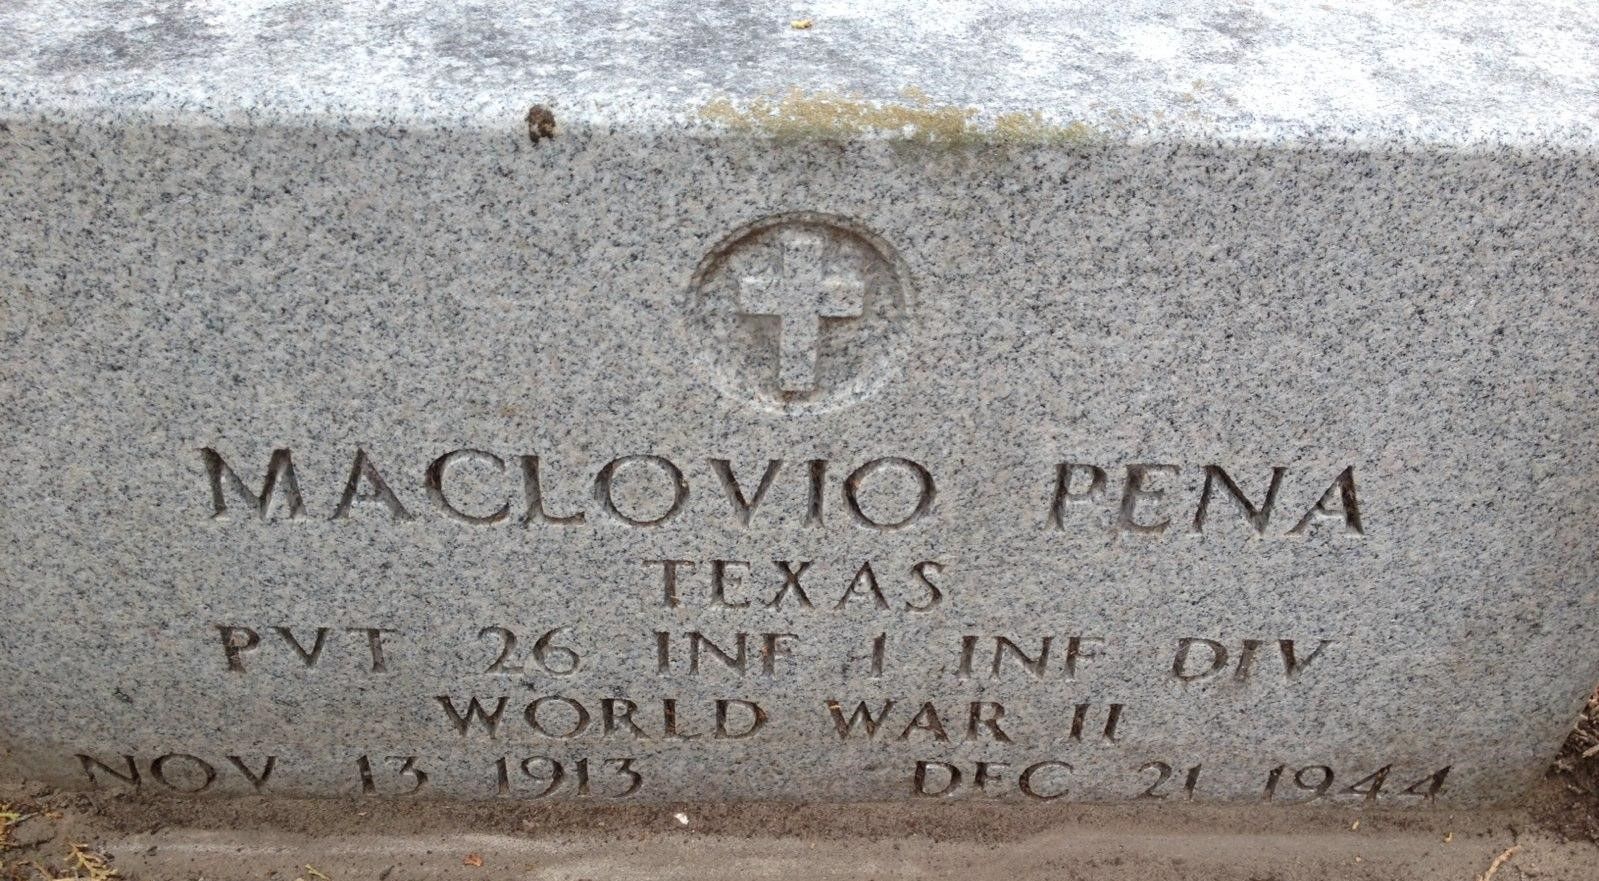 MACLOVIO PENA
TEXAS
PVT 26 INF 1 INF DIV
WORLD WAR II
NOV 13 1913 DEC 21 1944